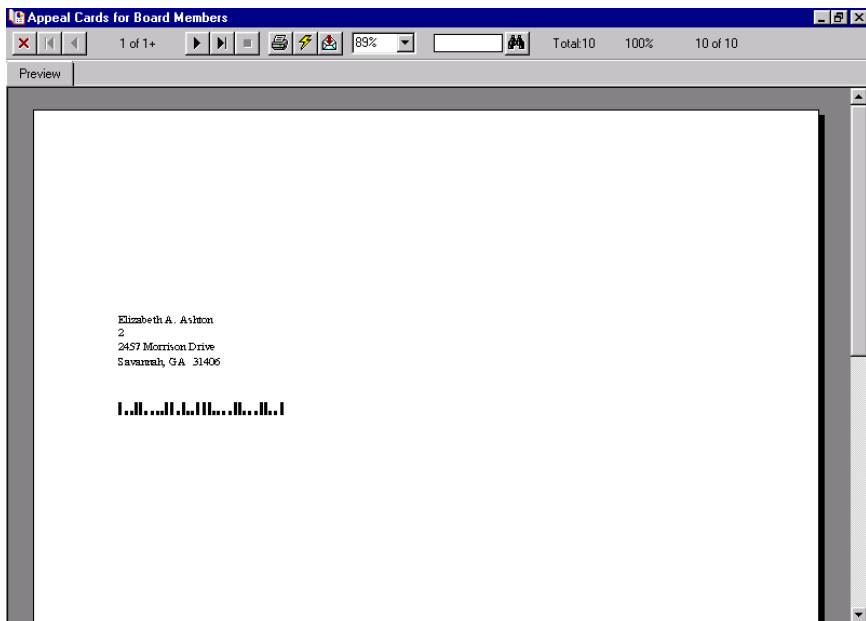 Appeal Cards for Board Members
1 of 1+ 89% Total:10 100% 10 of 10
Preview
Elizabeth A. Ashton
2
2457 Morrison Drive
Savannah, GA 31406